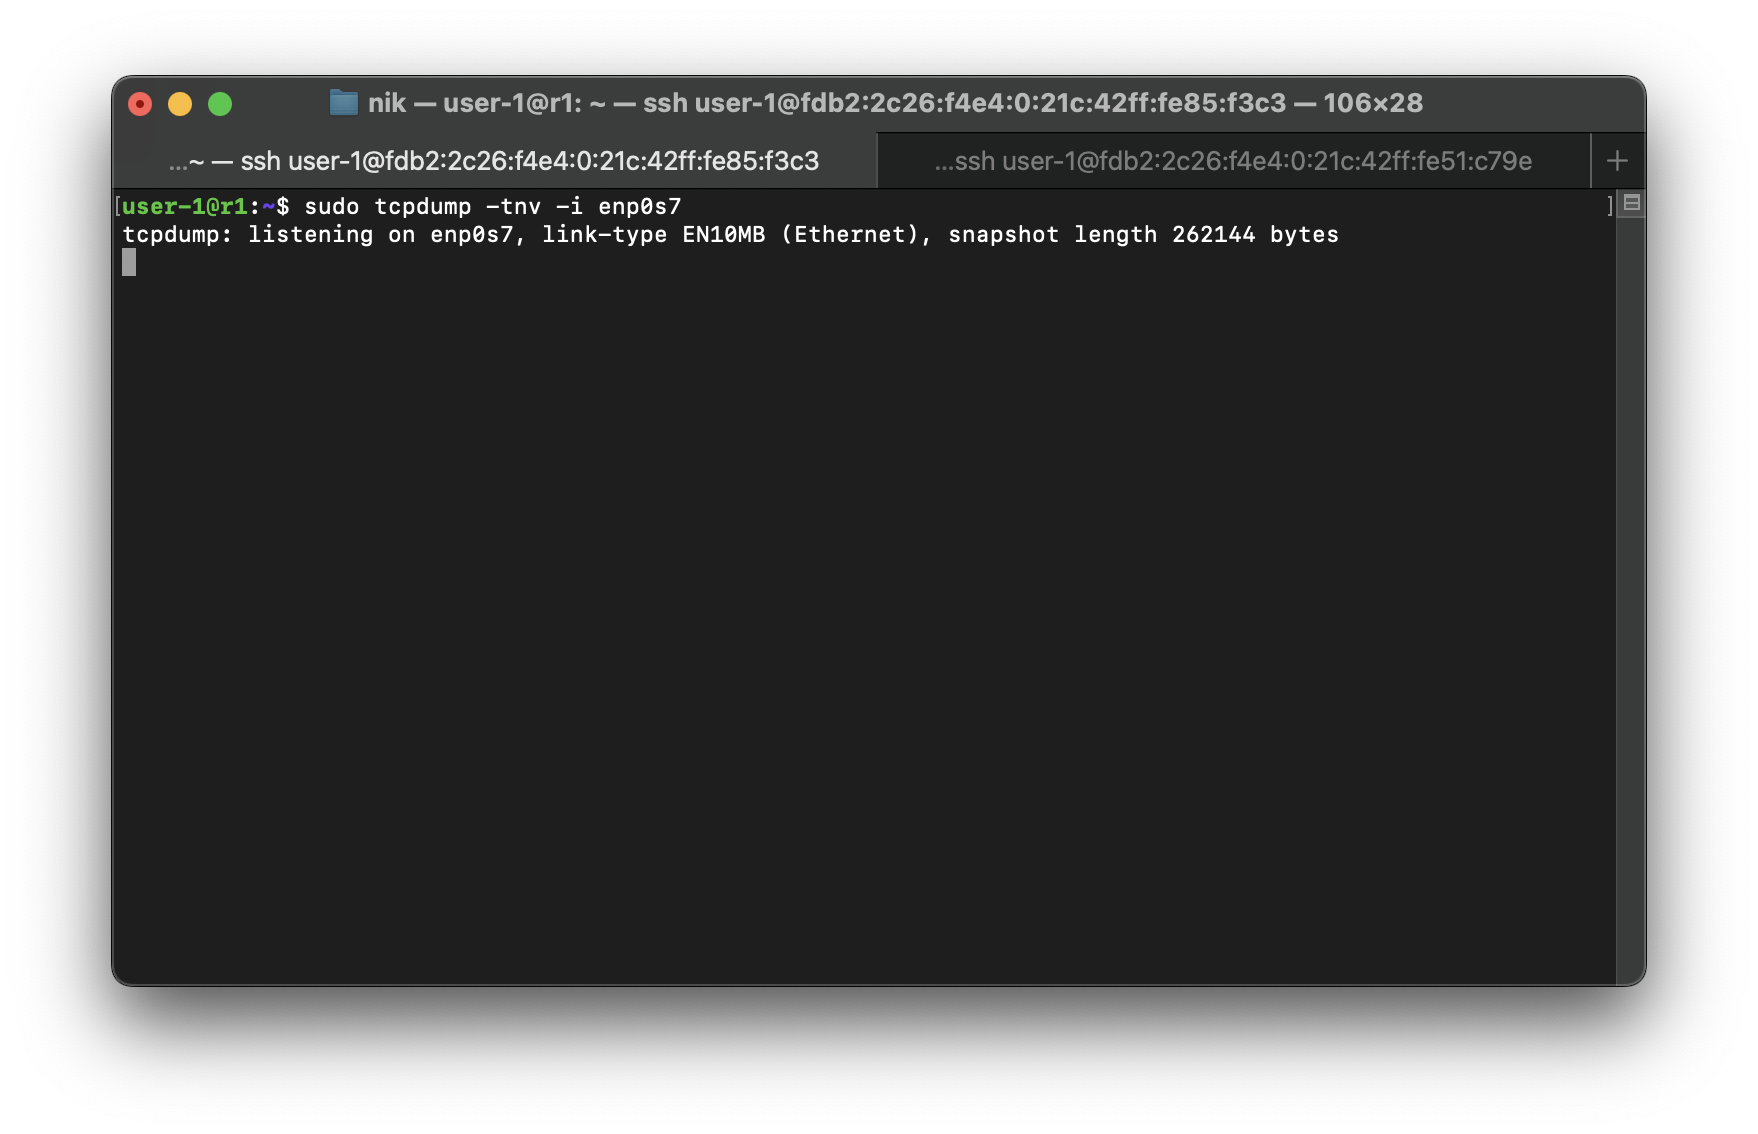 nik — user-1@r1: ~ — ssh user-1@fdb2:2c26:f4e4:0:21c:42ff:fe85:f3c3 — 106×28
...~ — ssh user-1@fdb2:2c26:f4e4:0:21c:42ff:fe85:f3c3
...ssh user-1@fdb2:2c26:f4e4:0:21c:42ff:fe51:c79e
[user-1@r1:~$ sudo tcpdump -tnv -i enp0s7 ]
tcpdump: listening on enp0s7, link-type EN10MB (Ethernet), snapshot length 262144 bytes